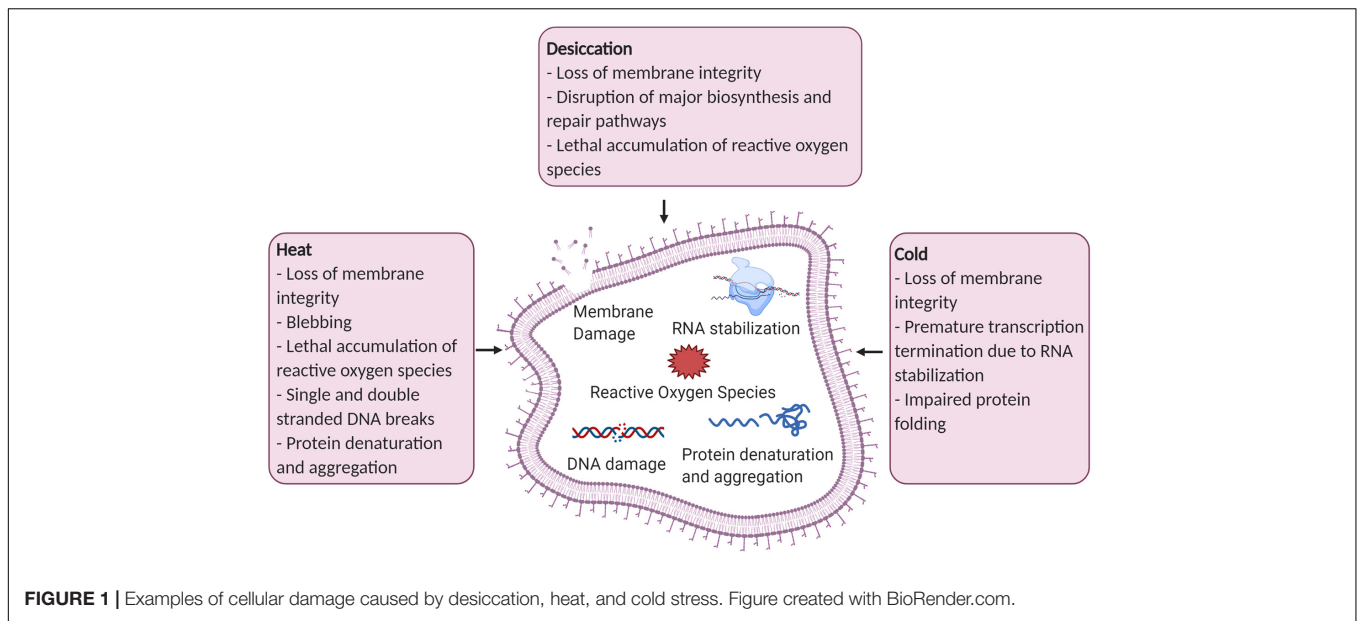 Desiccation
- Loss of membrane integrity
- Disruption of major biosynthesis and
repair pathways
- Lethal accumulation of reactive oxygen
species
Heat
- Loss of membrane
integrity
- Blebbing
- Lethal accumulation of
reactive oxygen species
- Single and double
stranded DNA breaks
- Protein denaturation
and aggregation
Membrane
Damage
RNA stabilization
Reactive Oxygen Species
DNA damage
Protein denaturation
and aggregation
Cold
- Loss of membrane
integrity
- Premature transcription
termination due to RNA
stabilization
- Impaired protein
folding
FIGURE 1 | Examples of cellular damage caused by desiccation, heat, and cold stress. Figure created with BioRender.com.